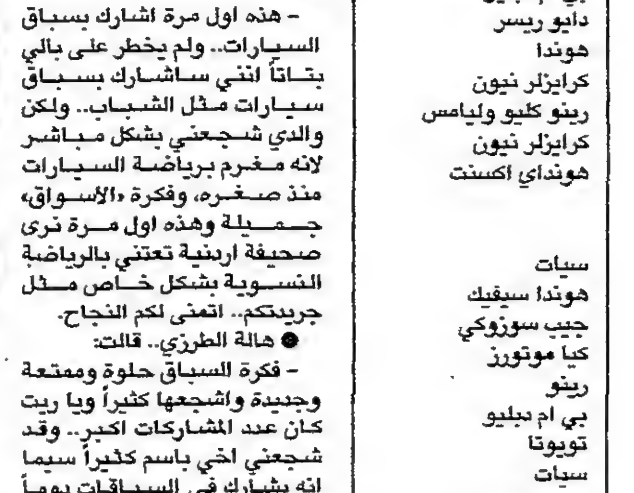 بي ام دبليو
دايو ريسر
هوندا
كرايزلر نيون
رينو كليو وليامس
كرايزلر نيون
هونداي اكسنت
سيات
هوندا سيفيك
جيب سوزوكي
كيا موتورز
رينو
بي ام دبليو
تويوتا
سيات
- هذه اول مرة اشارك بسباق
السيارات.. ولم يخطر على بالي
بتاتاً انني ساشارك بسباق
سيارات مثل الشباب.. ولكن
والدي شجعني بشكل مباشر
لانه مغرم برياضة السيارات
منذ صغره، وفكرة «الاسواق»
جميلة وهذه اول مرة نرى
صحيفة اردنية تعتني بالرياضة
النسوية بشكل خاص مثل
جريدتكم.. اتمنى لكم النجاح.
● هالة الطرزي.. قالت:
- فكرة السباق حلوة وممتعة
وجديدة واشجعها كثيراً ويا ريت
كان عدد المشاركات اكبر.. وقد
شجعني اخي باسم كثيراً سيما
انه يشارك في السباقات يوماً